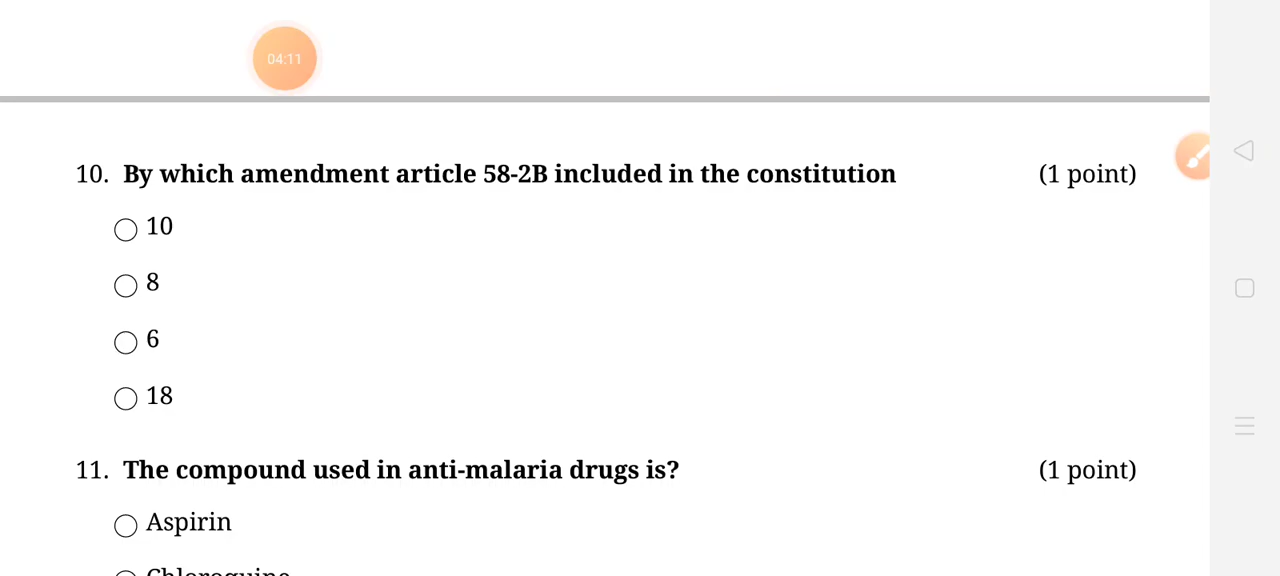 04:11
10. By which amendment article 58-2B included in the constitution (1 point)
10
8
6
18
11. The compound used in anti-malaria drugs is? (1 point)
Aspirin
Chloroquine